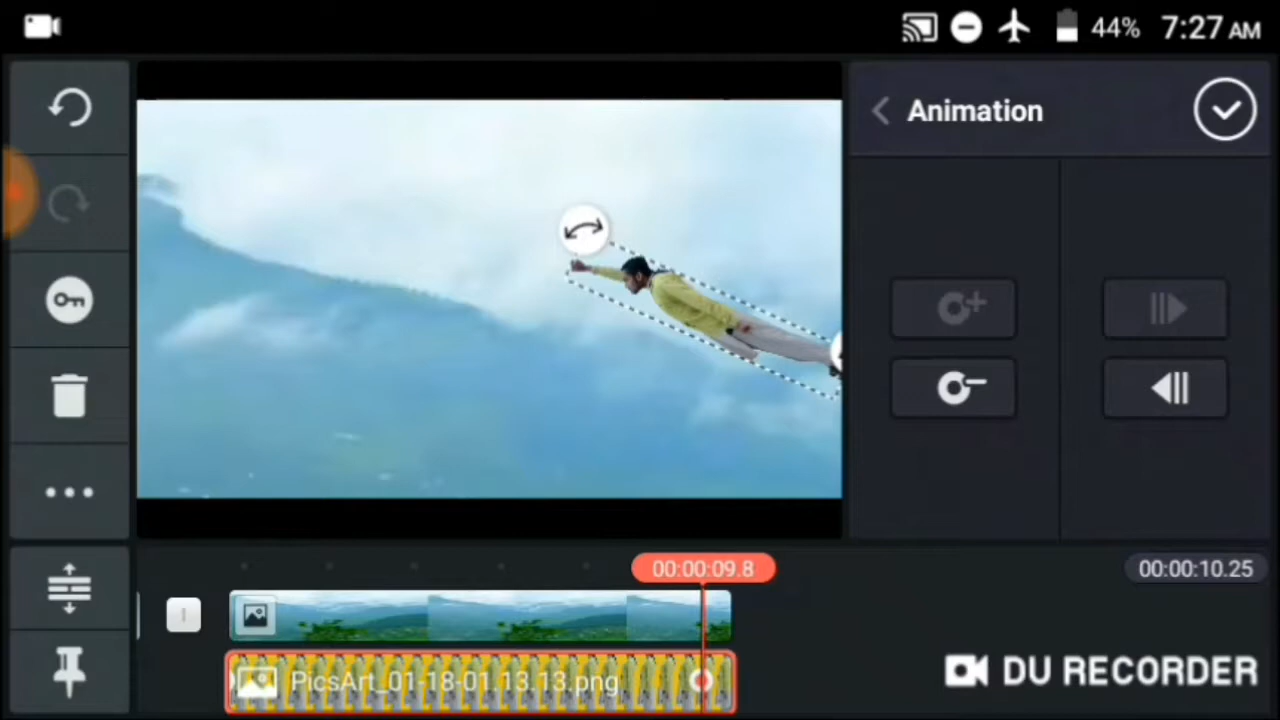 44% 7:27 AM
Animation
00:00:09.8
00:00:10.25
PicsArt_01-18-01.13.13.png
DU RECORDER